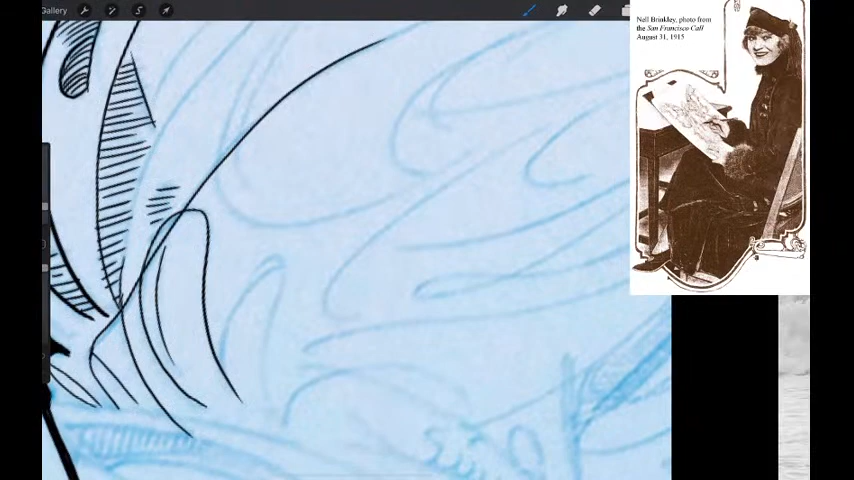 Gallery
Nell Brinkley, photo from
the San Francisco Call
August 31, 1915